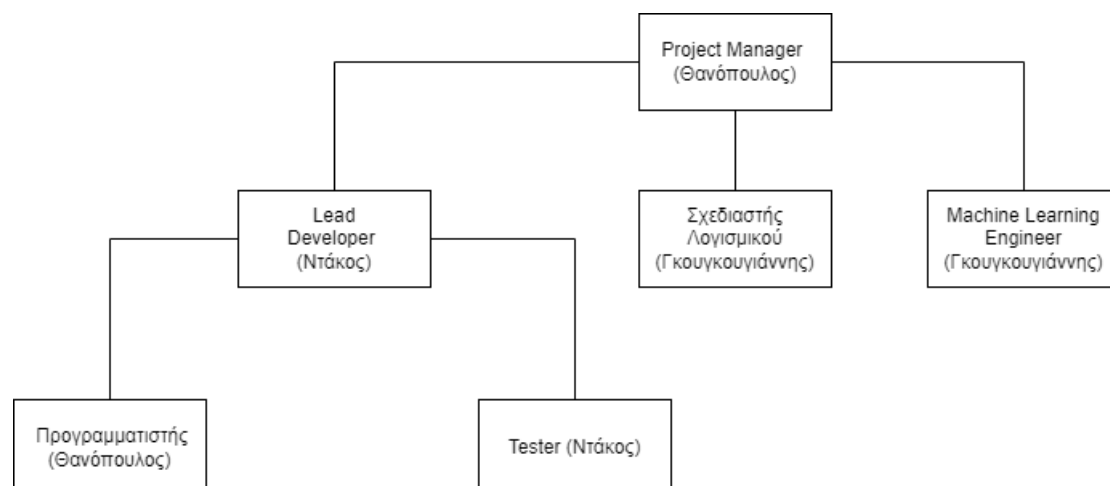 Project Manager
(Θανόπουλος)
Lead
Developer
(Ντάκος)
Σχεδιαστής
Λογισμικού
(Γκουγκουγιάννης)
Machine Learning
Engineer
(Γκουγκουγιάννης)
Προγραμματιστής
(Θανόπουλος)
Tester (Ντάκος)